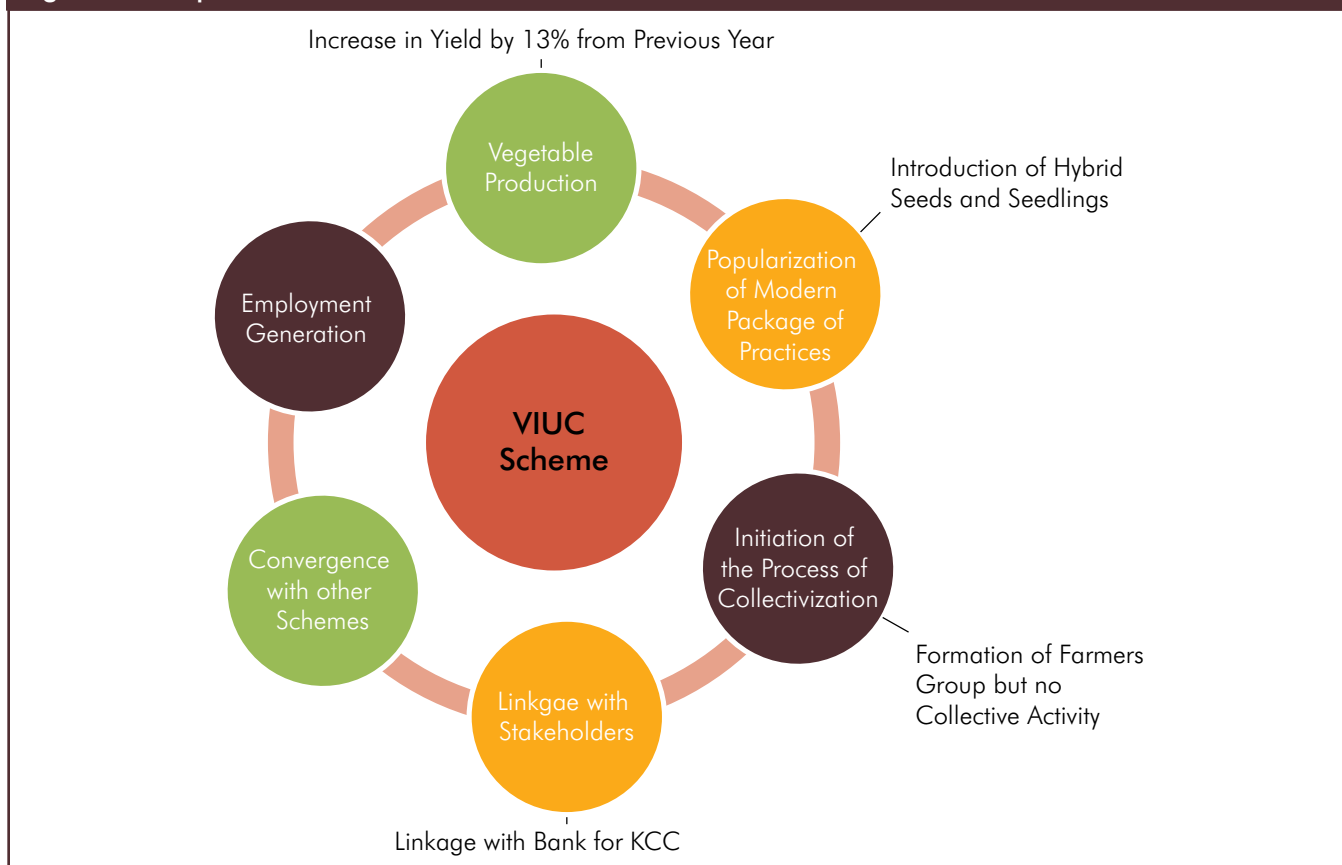 Increase in Yield by 13% from Previous Year
Vegetable
Production
Introduction of Hybrid
Seeds and Seedlings
Popularization
of Modern
Package of
Practices
Employment
Generation
VIUC
Scheme
Initiation of
the Process of
Collectivization
Formation of Farmers
Group but no
Collective Activity
Convergence
with other
Schemes
Linkgae with
Stakeholders
Linkage with Bank for KCC